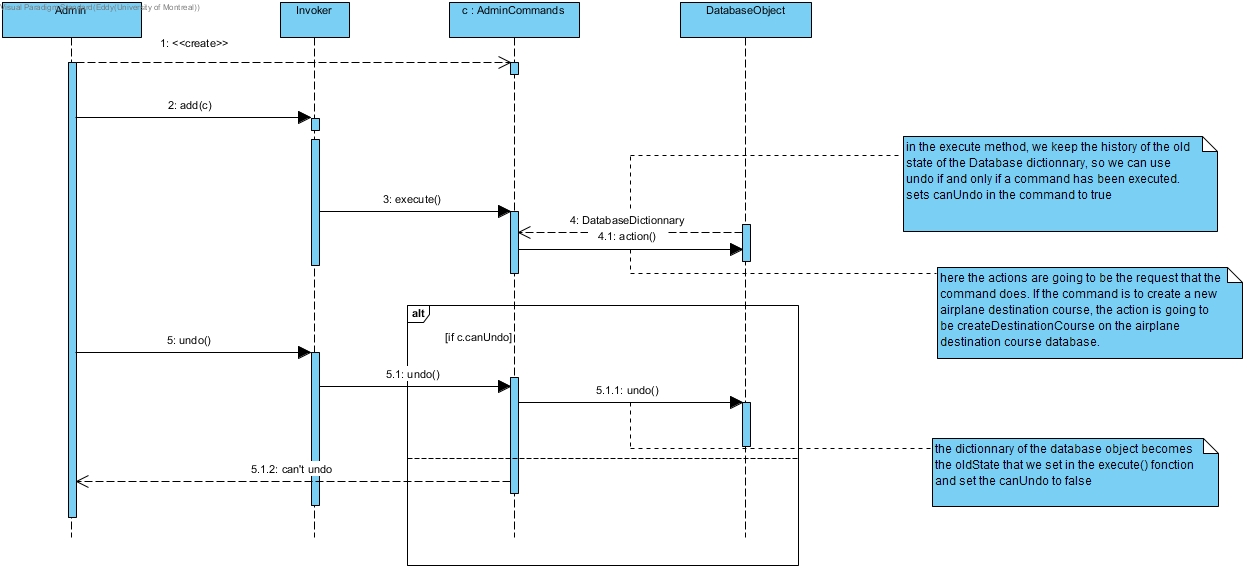 Visual Paradigm Standard(Eddy(University of Montreal))
Admin
Invoker
c : AdminCommands
DatabaseObject
1: <<create>>
2: add(c)
in the execute method, we keep the history of the old
state of the Database dictionnary, so we can use
undo if and only if a command has been executed.
sets canUndo in the command to true
3: execute()
4: DatabaseDictionnary
4.1: action()
here the actions are going to be the request that the
command does. If the command is to create a new
airplane destination course, the action is going to
be createDestinationCourse on the airplane
destination course database.
alt
[if c.canUndo]
5: undo()
5.1: undo()
5.1.1: undo()
the dictionnary of the database object becomes
the oldState that we set in the execute() fonction
and set the canUndo to false
5.1.2: can't undo